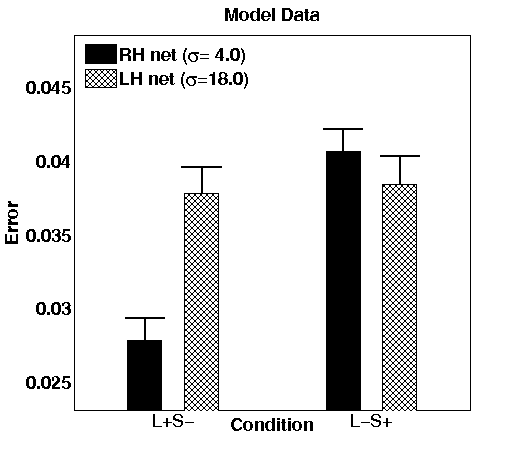 Model Data
RH net (σ= 4.0)
LH net (σ=18.0)
Error
0.045
0.04
0.035
0.03
0.025
L+S−
L−S+
Condition